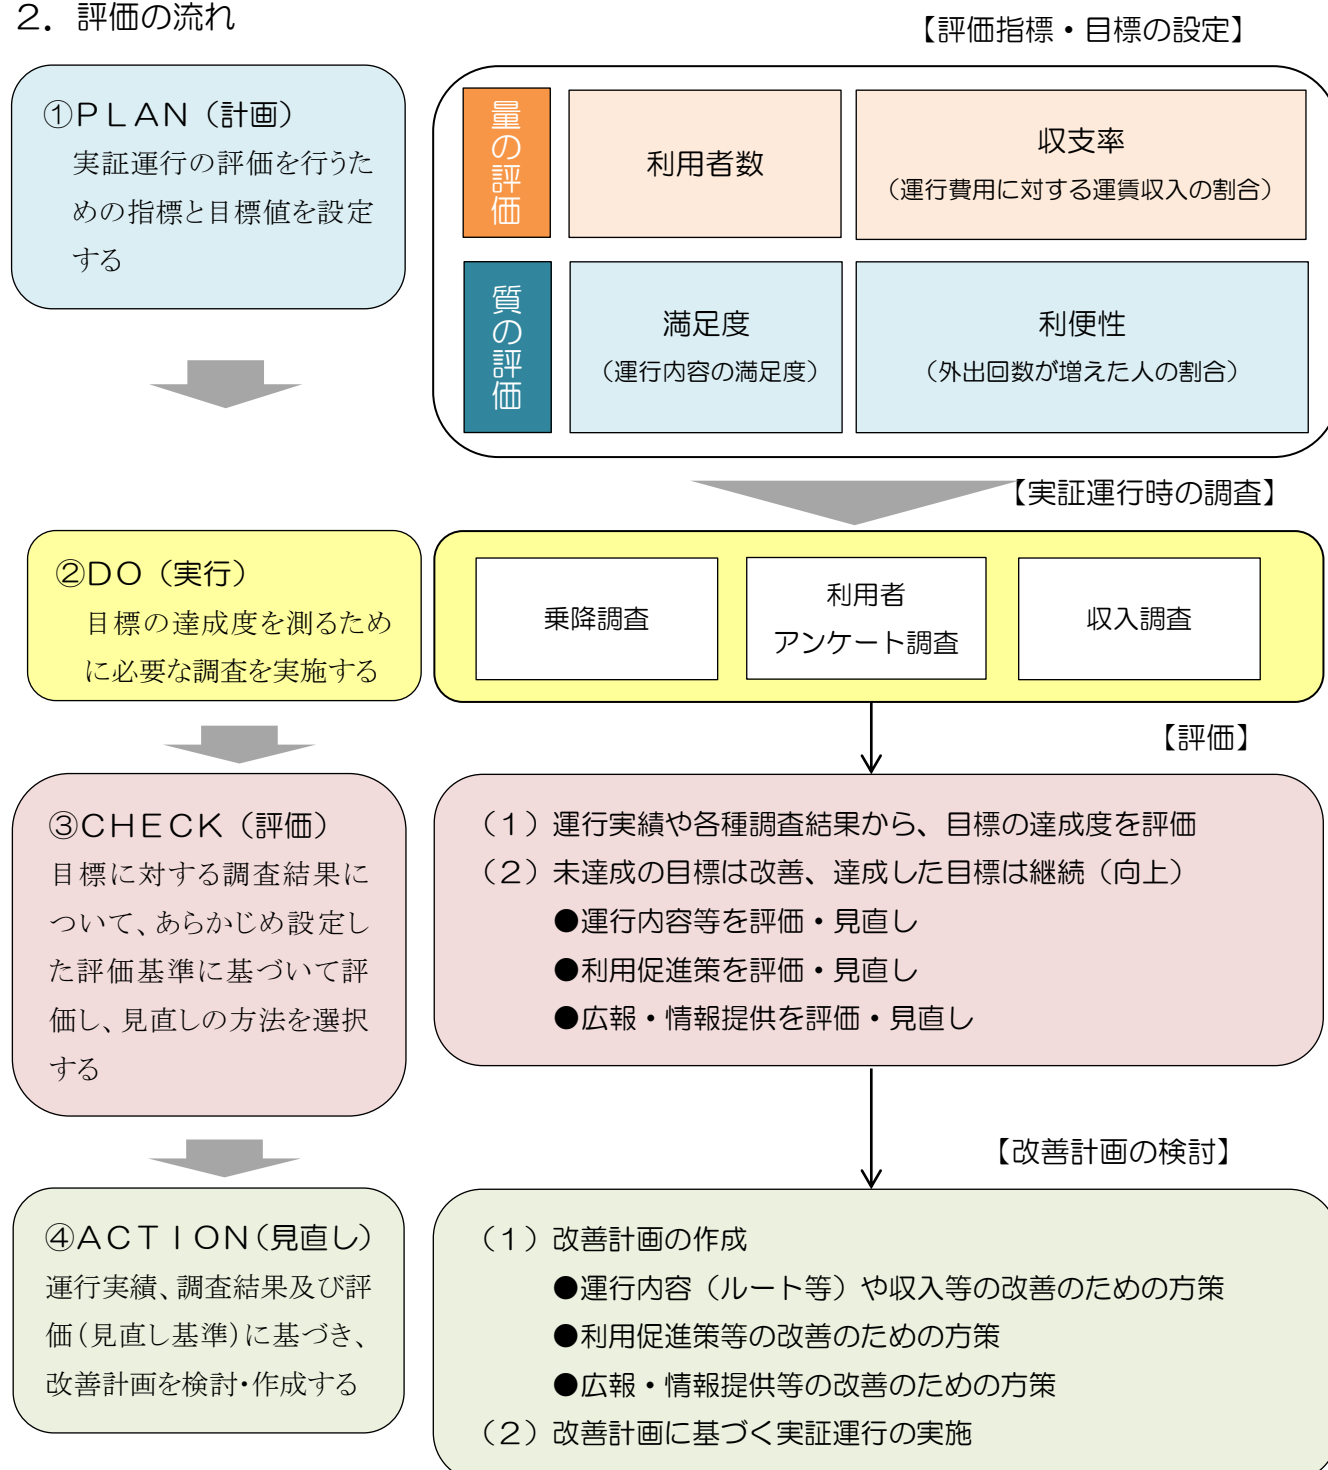 ２．評価の流れ
【評価指標・目標の設定】
①ＰＬＡＮ（計画）
実証運行の評価を行うた
めの指標と目標値を設定
する
量の評価
利用者数
収支率
（運行費用に対する運賃収入の割合）
質の評価
満足度
（運行内容の満足度）
利便性
（外出回数が増えた人の割合）
【実証運行時の調査】
②ＤＯ（実行）
目標の達成度を測るため
に必要な調査を実施する
乗降調査
利用者
アンケート調査
収入調査
【評価】
③ＣＨＥＣＫ（評価）
目標に対する調査結果に
ついて、あらかじめ設定し
た評価基準に基づいて評
価し、見直しの方法を選択
する
（１）運行実績や各種調査結果から、目標の達成度を評価
（２）未達成の目標は改善、達成した目標は継続（向上）
●運行内容等を評価・見直し
●利用促進策を評価・見直し
●広報・情報提供を評価・見直し
【改善計画の検討】
④ＡＣＴＩＯＮ（見直し）
運行実績、調査結果及び評
価（見直し基準）に基づき、
改善計画を検討・作成する
（１）改善計画の作成
●運行内容（ルート等）や収入等の改善のための方策
●利用促進策等の改善のための方策
●広報・情報提供等の改善のための方策
（２）改善計画に基づく実証運行の実施